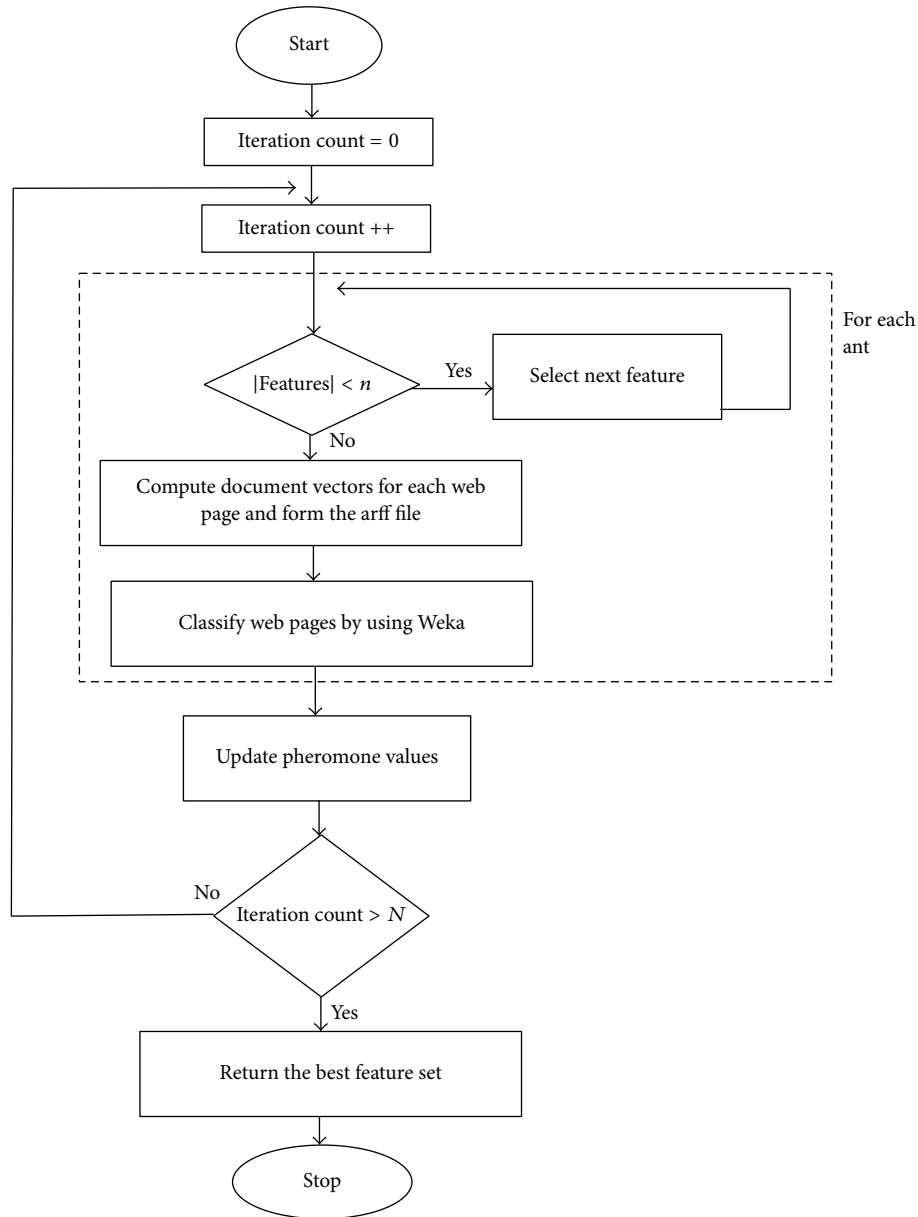 Start
Iteration count = 0
Iteration count ++
For each
ant
|Features| < n
Yes
Select next feature
No
Compute document vectors for each web
page and form the arff file
Classify web pages by using Weka
Update pheromone values
No
Iteration count > N
Yes
Return the best feature set
Stop